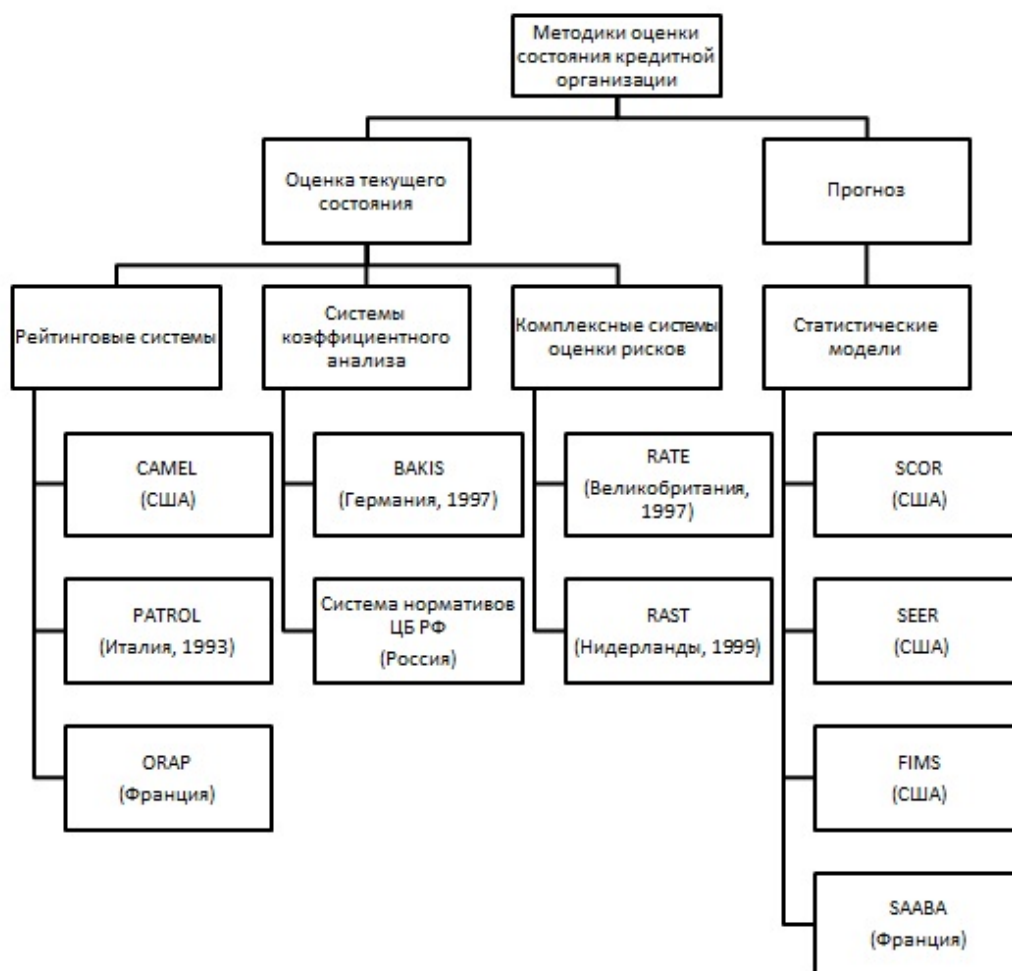 Методики оценки
состояния кредитной
организации
Оценка текущего
состояния
Прогноз
Рейтинговые системы
Системы
коэффициентного
анализа
Комплексные системы
оценки рисков
Статистические
модели
CAMEL
(США)
BAKIS
(Германия, 1997)
RATE
(Великобритания,
1997)
SCOR
(США)
PATROL
(Италия, 1993)
Система нормативов
ЦБ РФ
(Россия)
RAST
(Нидерланды, 1999)
SEER
(США)
ORAP
(Франция)
FIMS
(США)
SAABA
(Франция)